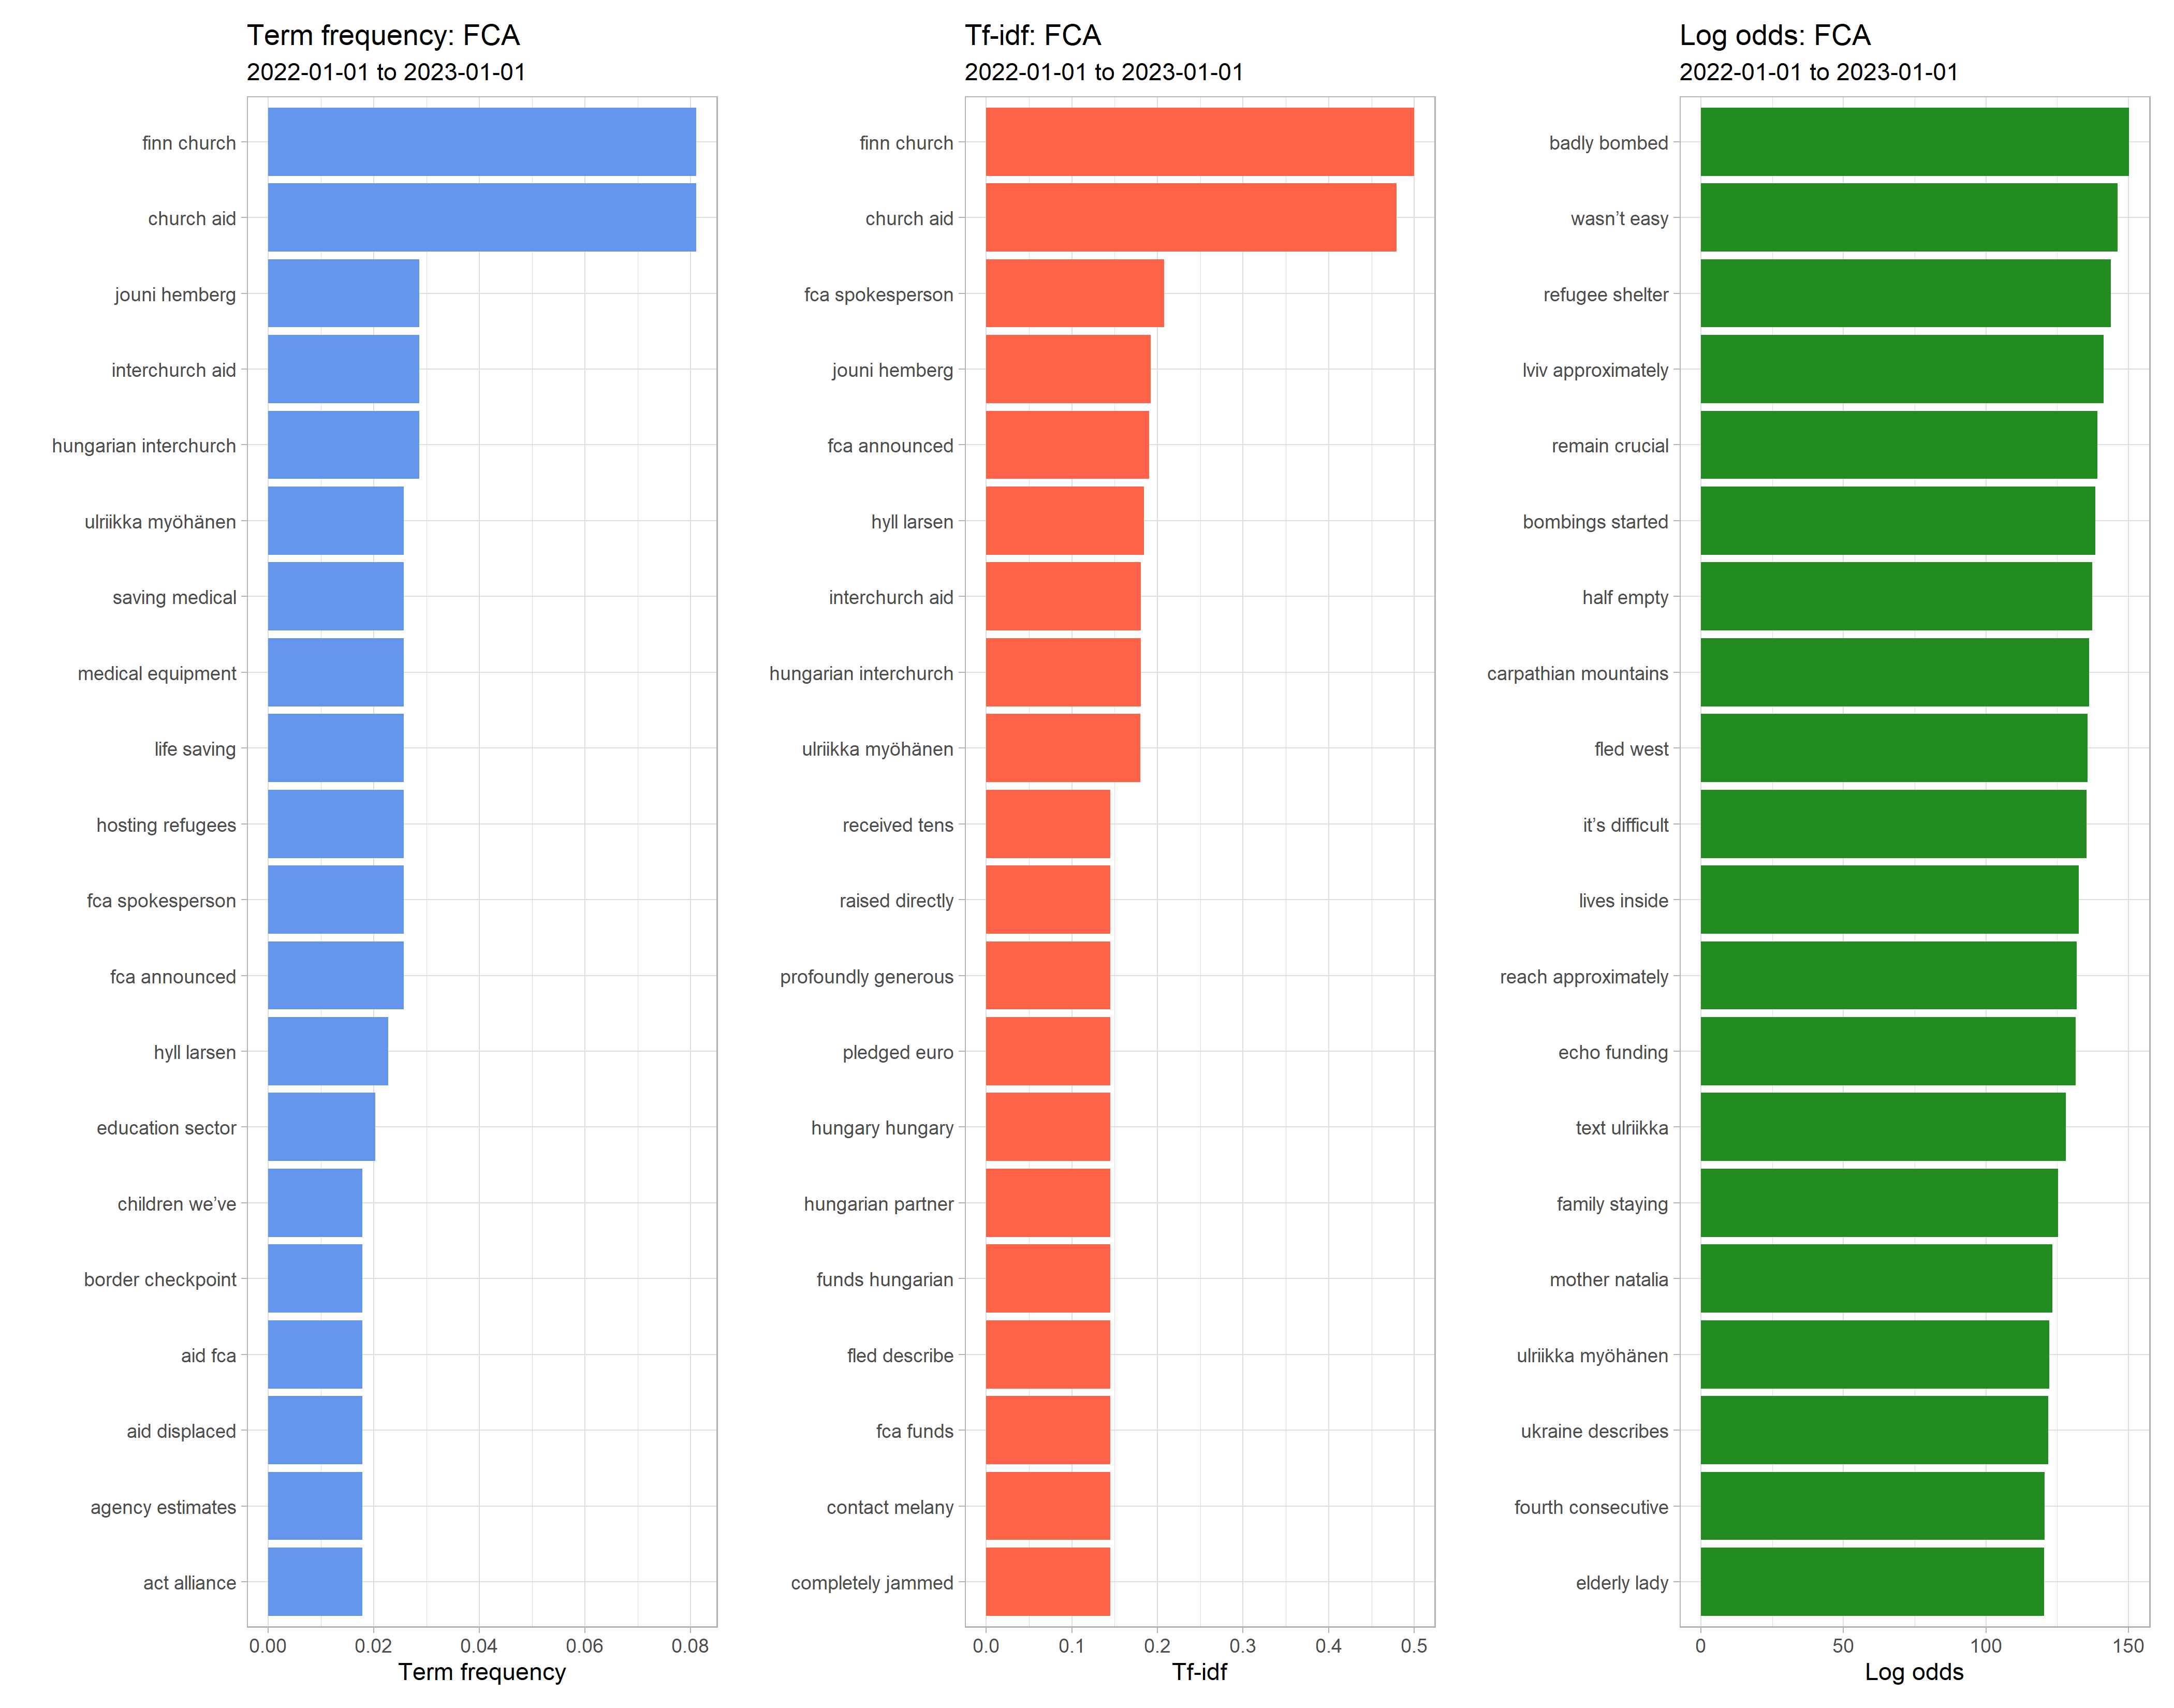 Term frequency: FCA
2022-01-01 to 2023-01-01
finn church
church aid
jouni hemberg
interchurch aid
hungarian interchurch
ulriikka myöhänen
saving medical
medical equipment
life saving
hosting refugees
fca spokesperson
fca announced
hyll larsen
education sector
children we’ve
border checkpoint
aid fca
aid displaced
agency estimates
act alliance
0.00 0.02 0.04 0.06 0.08
Term frequency
Tf-idf: FCA
2022-01-01 to 2023-01-01
finn church
church aid
fca spokesperson
jouni hemberg
fca announced
hyll larsen
interchurch aid
hungarian interchurch
ulriikka myöhänen
received tens
raised directly
profoundly generous
pledged euro
hungary hungary
hungarian partner
funds hungarian
fled describe
fca funds
contact melany
completely jammed
0.0 0.1 0.2 0.3 0.4 0.5
Tf-idf
Log odds: FCA
2022-01-01 to 2023-01-01
badly bombed
wasn’t easy
refugee shelter
lviv approximately
remain crucial
bombings started
half empty
carpathian mountains
fled west
it’s difficult
lives inside
reach approximately
echo funding
text ulriikka
family staying
mother natalia
ulriikka myöhänen
ukraine describes
fourth consecutive
elderly lady
0 50 100 150
Log odds